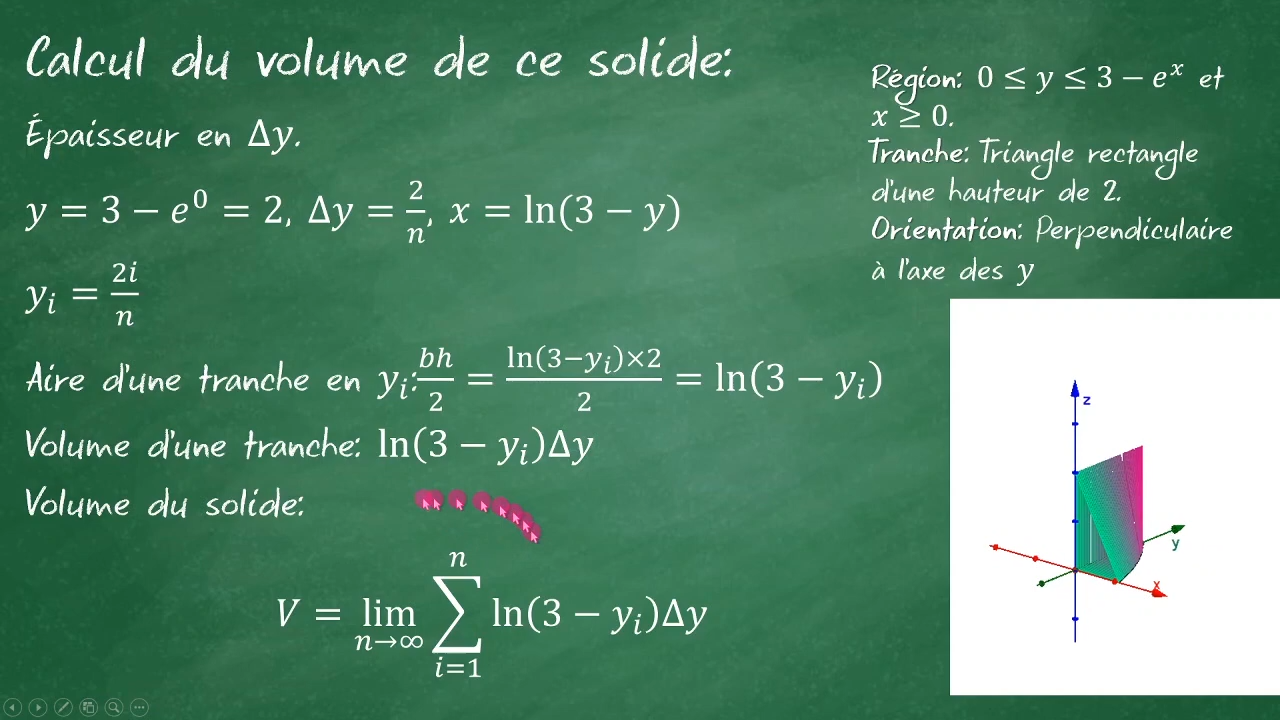 Calcul du volume de ce solide:
Épaisseur en Δy.
y = 3 − e⁰ = 2, Δy = 2/n, x = ln(3 − y)
yᵢ = 2i/n
Aire d'une tranche en yᵢ: bh/2 = ln(3−yᵢ)×2/2 = ln(3 − yᵢ)
Volume d'une tranche: ln(3 − yᵢ)Δy
Volume du solide:
V = lim n→∞ ∑ i=1 n ln(3 − yᵢ)Δy
Région: 0 ≤ y ≤ 3 − eˣ et
x ≥ 0.
Tranche: Triangle rectangle
d'une hauteur de 2.
Orientation: Perpendiculaire
à l'axe des y
z
y
x